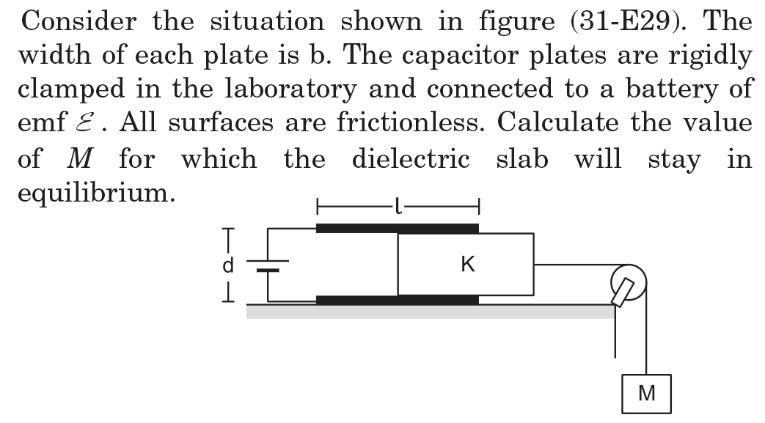 Consider the situation shown in figure (31-E29). The
width of each plate is b. The capacitor plates are rigidly
clamped in the laboratory and connected to a battery of
emf ℰ. All surfaces are frictionless. Calculate the value
of M for which the dielectric slab will stay in
equilibrium.
l
d
K
M